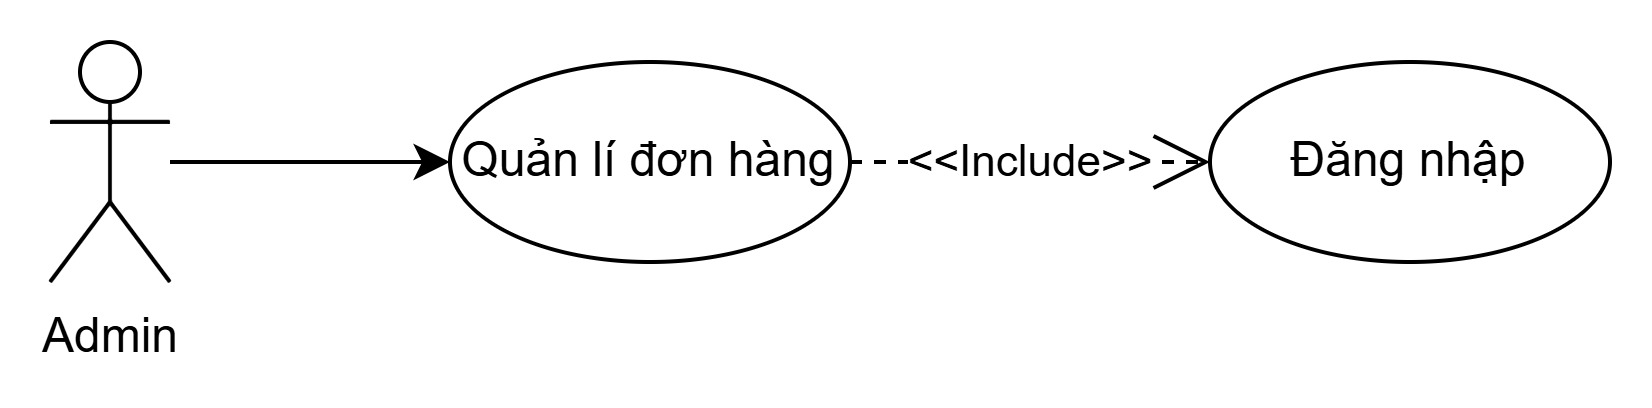 Quản lí đơn hàng
<<Include>>
Đăng nhập
Admin